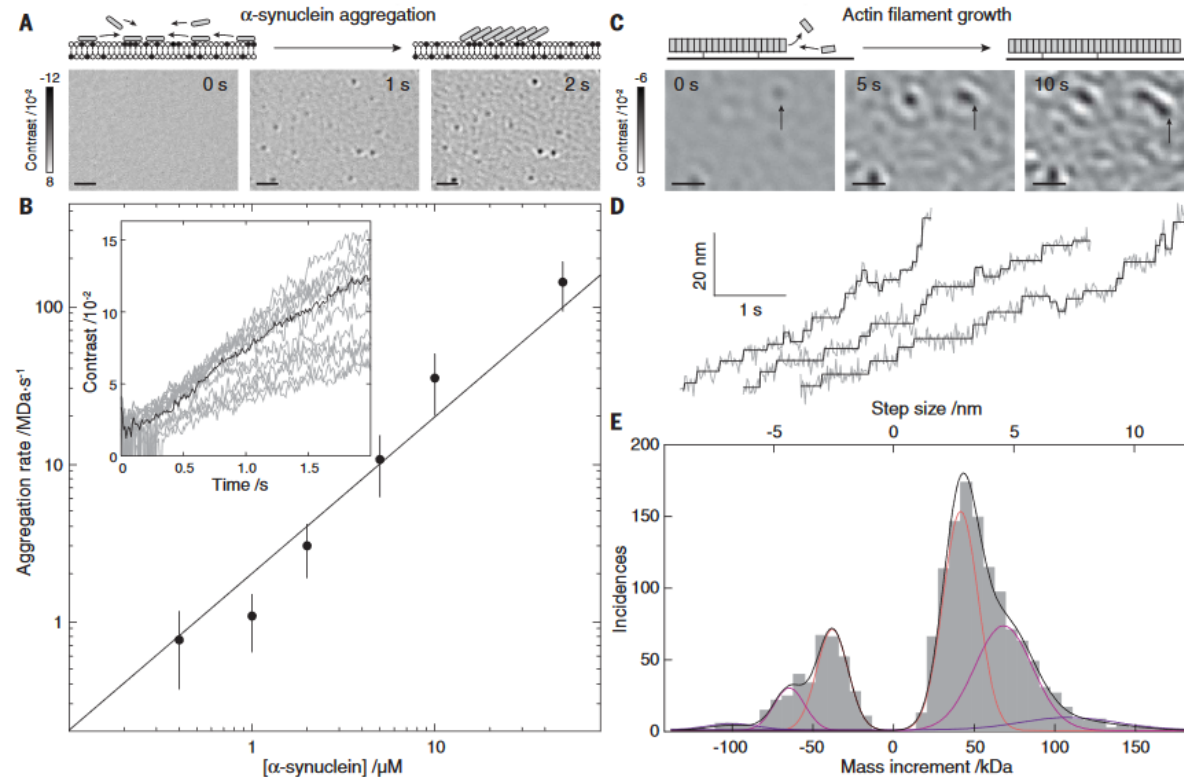 A
α-synuclein aggregation
-12
Contrast /10⁻²
8
0 s
1 s
2 s
B
Aggregation rate /MDa·s⁻¹
100
10
1
15
10
5
0
Contrast /10⁻²
0
0.5
1.0
1.5
Time /s
1
10
[α-synuclein] /µM
C
Actin filament growth
-6
Contrast /10⁻²
3
0 s
5 s
10 s
D
20 nm
1 s
E
Step size /nm
-5
0
5
10
200
150
100
50
0
Incidences
-100
-50
0
50
100
150
Mass increment /kDa